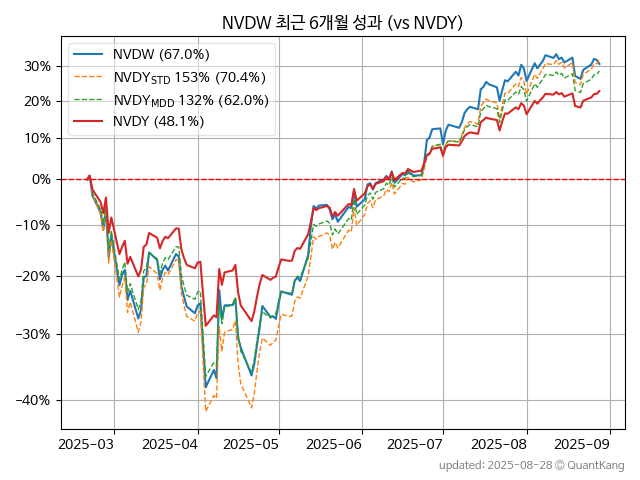 NVDW 최근 6개월 성과 (vs NVDY)
NVDW (67.0%)
NVDYSTD 153% (70.4%)
NVDYMDD 132% (62.0%)
NVDY (48.1%)
30%
20%
10%
0%
−10%
−20%
−30%
−40%
2025-03 2025-04 2025-05 2025-06 2025-07 2025-08 2025-09
updated: 2025-08-28 © QuantKang